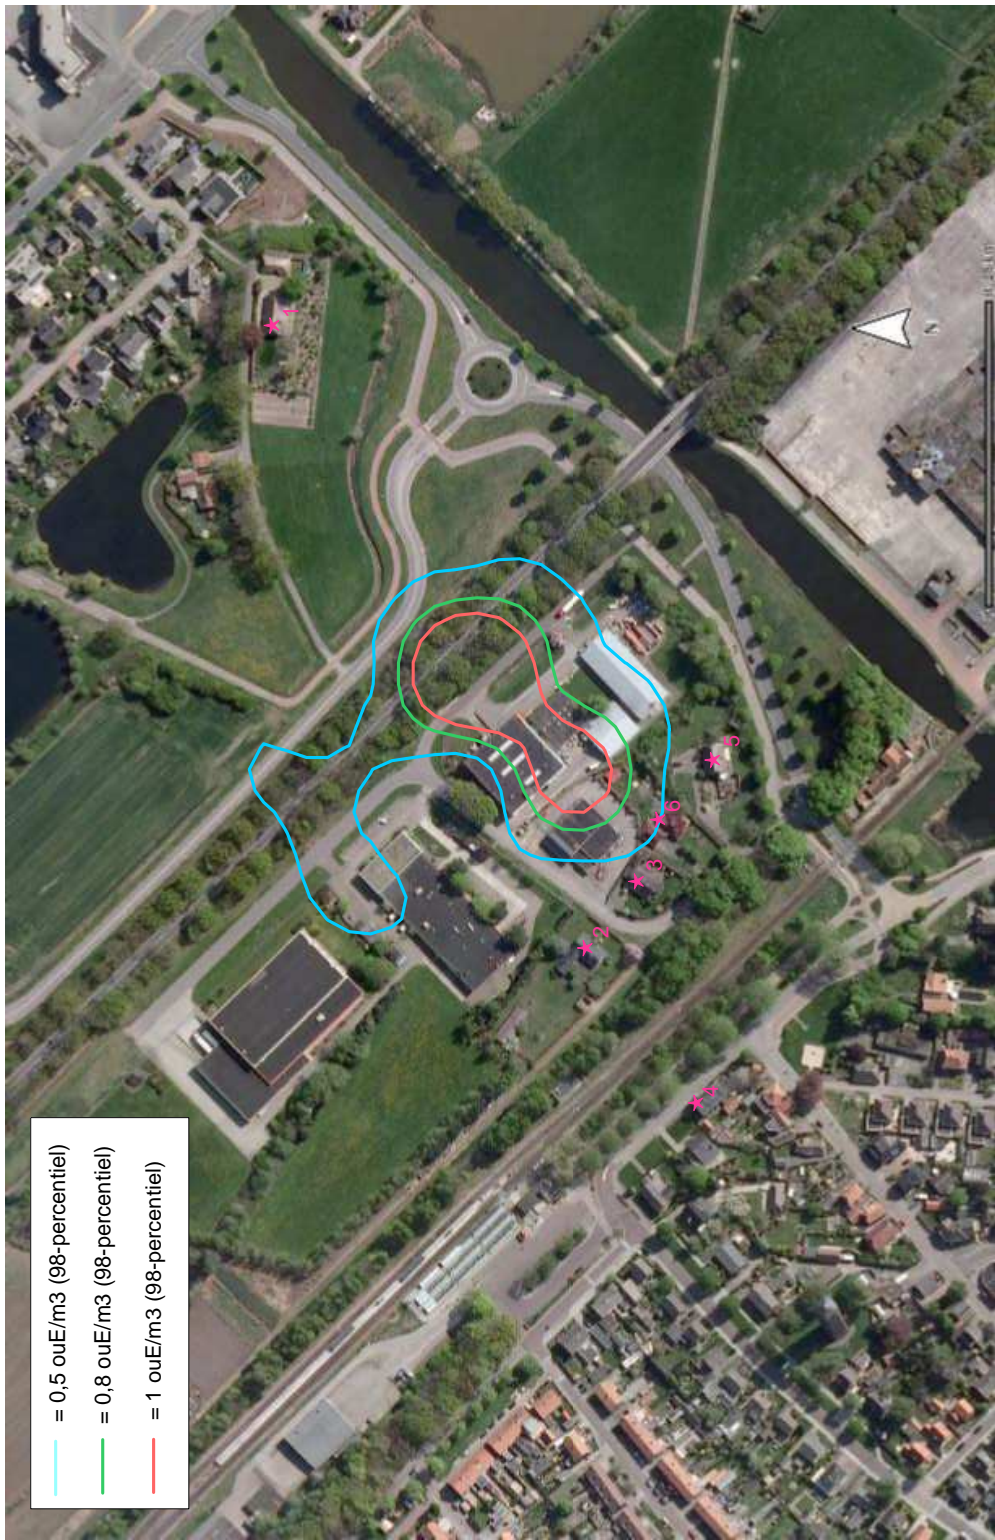 = 0,5 ouE/m3 (98-percentiel)
= 0,8 ouE/m3 (98-percentiel)
= 1 ouE/m3 (98-percentiel)
1
2
3
4
5
6
N